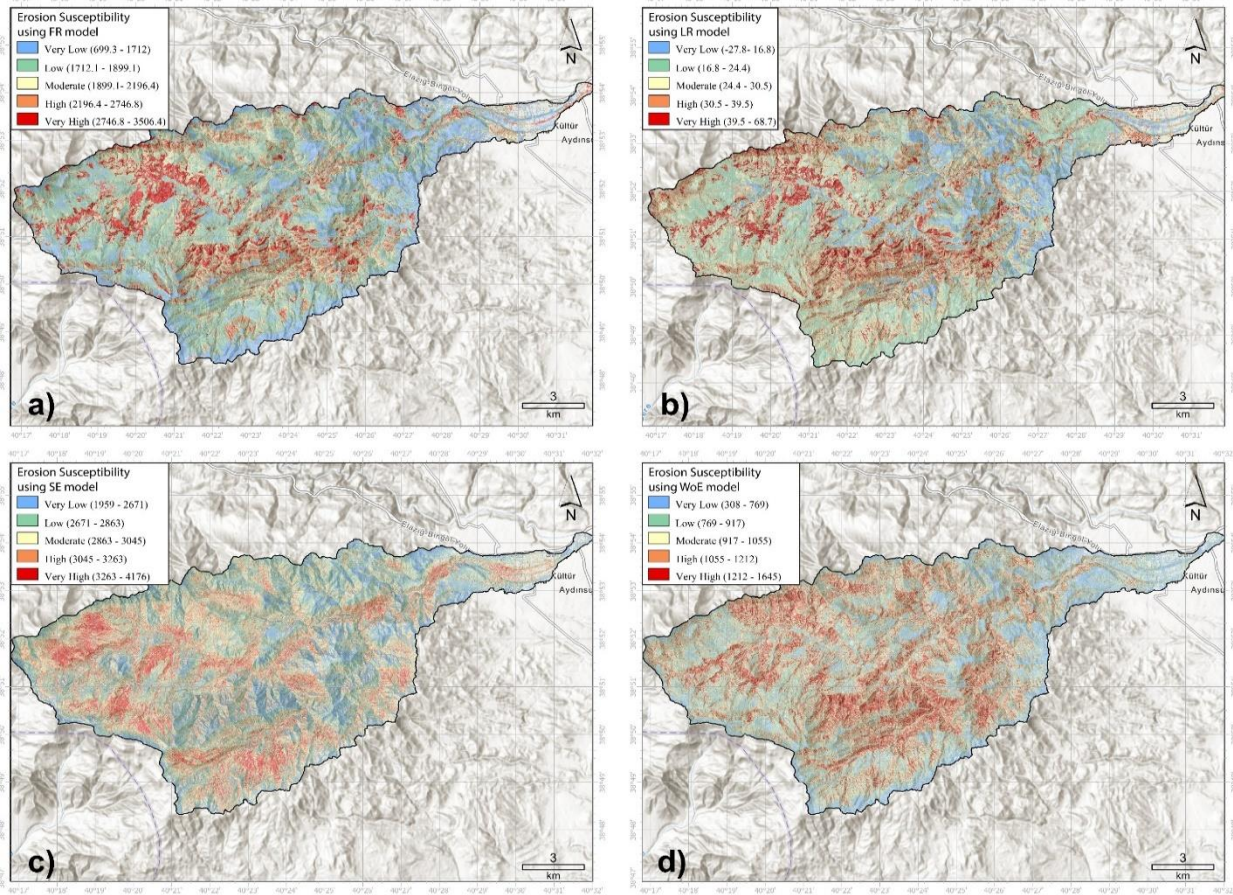 Erosion Susceptibility
using FR model
Very Low (699.3 - 1712)
Low (1712.1 - 1899.1)
Moderate (1899.1- 2196.4)
High (2196.4 - 2746.8)
Very High (2746.8 - 3506.4)
N
Elazığ-Bingöl-Yolu
Kültür
Aydınsu
a)
3
km
40°17' 40°18' 40°19' 40°20' 40°21' 40°22' 40°23' 40°24' 40°25' 40°26' 40°27' 40°28' 40°29' 40°30' 40°31'
Erosion Susceptibility
using LR model
Very Low (-27.8- 16.8)
Low (16.8 - 24.4)
Moderate (24.4 - 30.5)
High (30.5 - 39.5)
Very High (39.5 - 68.7)
N
Kültür
Aydınsu
b)
3
km
40°17' 40°18' 40°19' 40°20' 40°21' 40°22' 40°23' 40°24' 40°25' 40°26' 40°27' 40°28' 40°29' 40°30' 40°31'
Erosion Susceptibility
using SE model
Very Low (1959 - 2671)
Low (2671 - 2863)
Moderate (2863 - 3045)
High (3045 - 3263)
Very High (3263 - 4176)
N
Kültür
Aydınsu
c)
3
km
40°17' 40°18' 40°19' 40°20' 40°21' 40°22' 40°23' 40°24' 40°25' 40°26' 40°27' 40°28' 40°29' 40°30' 40°31' 40°32'
Erosion Susceptibility
using WoE model
Very Low (308 - 769)
Low (769 - 917)
Moderate (917 - 1055)
High (1055 - 1212)
Very High (1212 - 1645)
N
Kültür
Aydınsu
d)
3
km
40°17' 40°18' 40°19' 40°20' 40°21' 40°22' 40°23' 40°24' 40°25' 40°26' 40°27' 40°28' 40°29' 40°30' 40°31' 40°32'